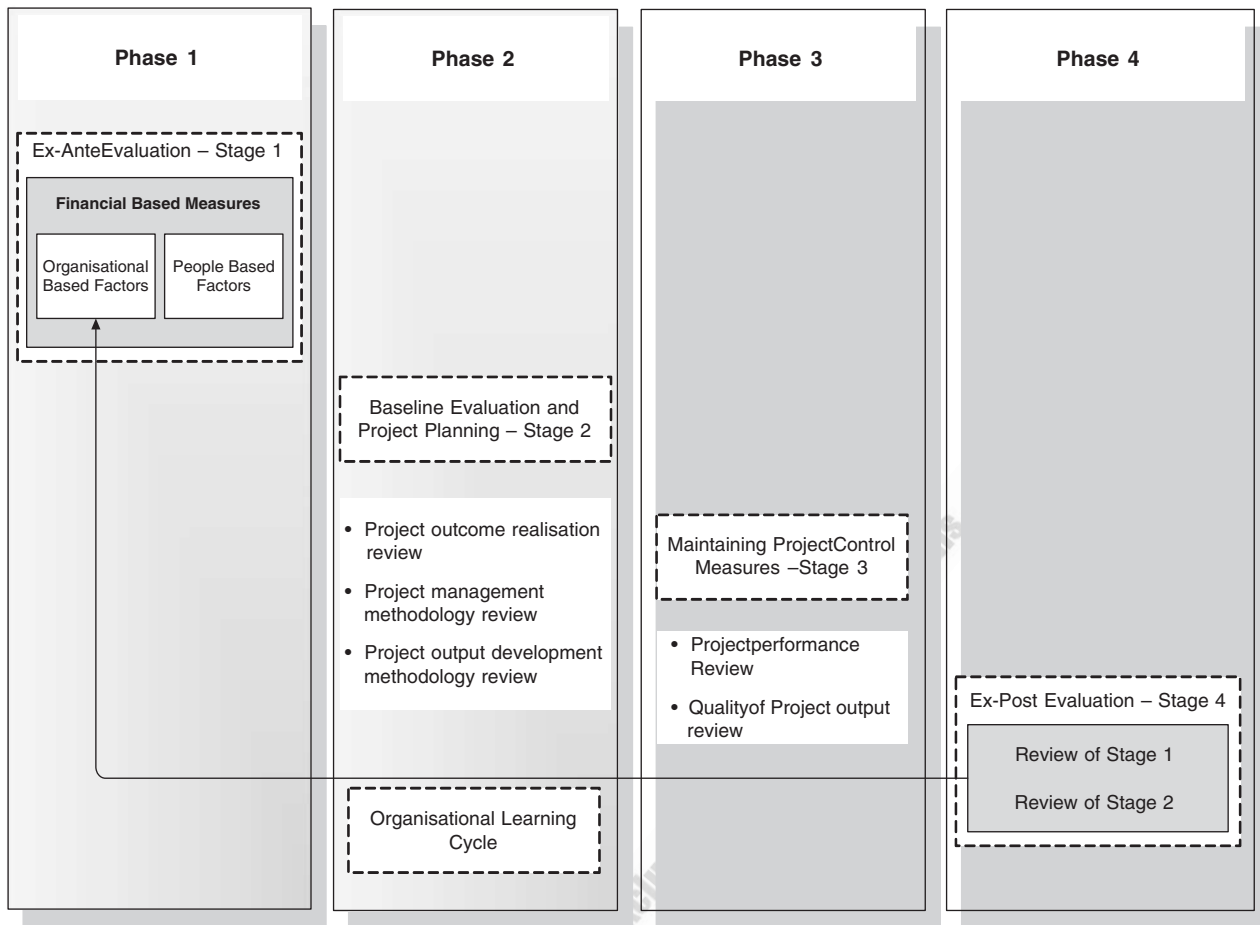 Phase 1
Phase 2
Phase 3
Phase 4
Ex-AnteEvaluation – Stage 1
Financial Based Measures
Organisational
Based Factors
People Based
Factors
Baseline Evaluation and
Project Planning – Stage 2
• Project outcome realisation
review
• Project management
methodology review
• Project output development
methodology review
Maintaining ProjectControl
Measures –Stage 3
• Projectperformance
Review
• Qualityof Project output
review
Ex-Post Evaluation – Stage 4
Review of Stage 1
Review of Stage 2
Organisational Learning
Cycle